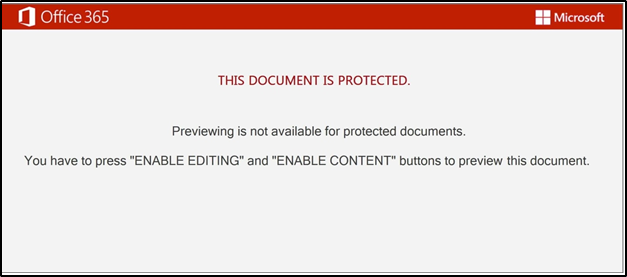 Office 365
Microsoft
THIS DOCUMENT IS PROTECTED.
Previewing is not available for protected documents.
You have to press "ENABLE EDITING" and "ENABLE CONTENT" buttons to preview this document.